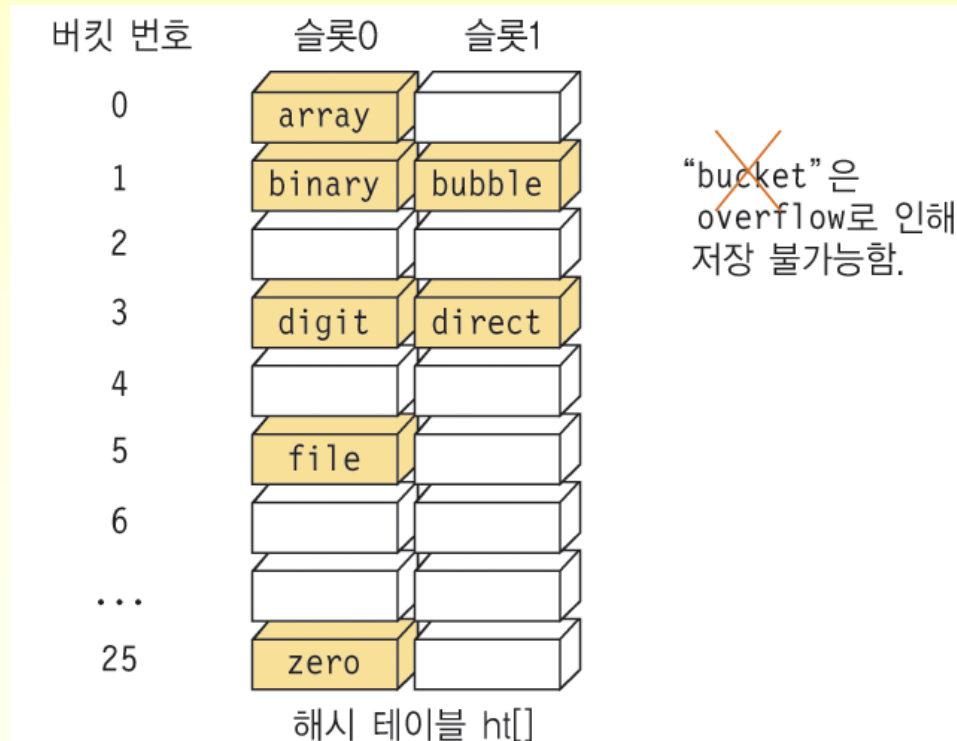 버킷 번호 슬롯0 슬롯1
0 array
1 binary bubble
2
3 digit direct
4
5 file
6
...
25 zero
해시 테이블 ht[]
“bucket”은
overflow로 인해
저장 불가능함.